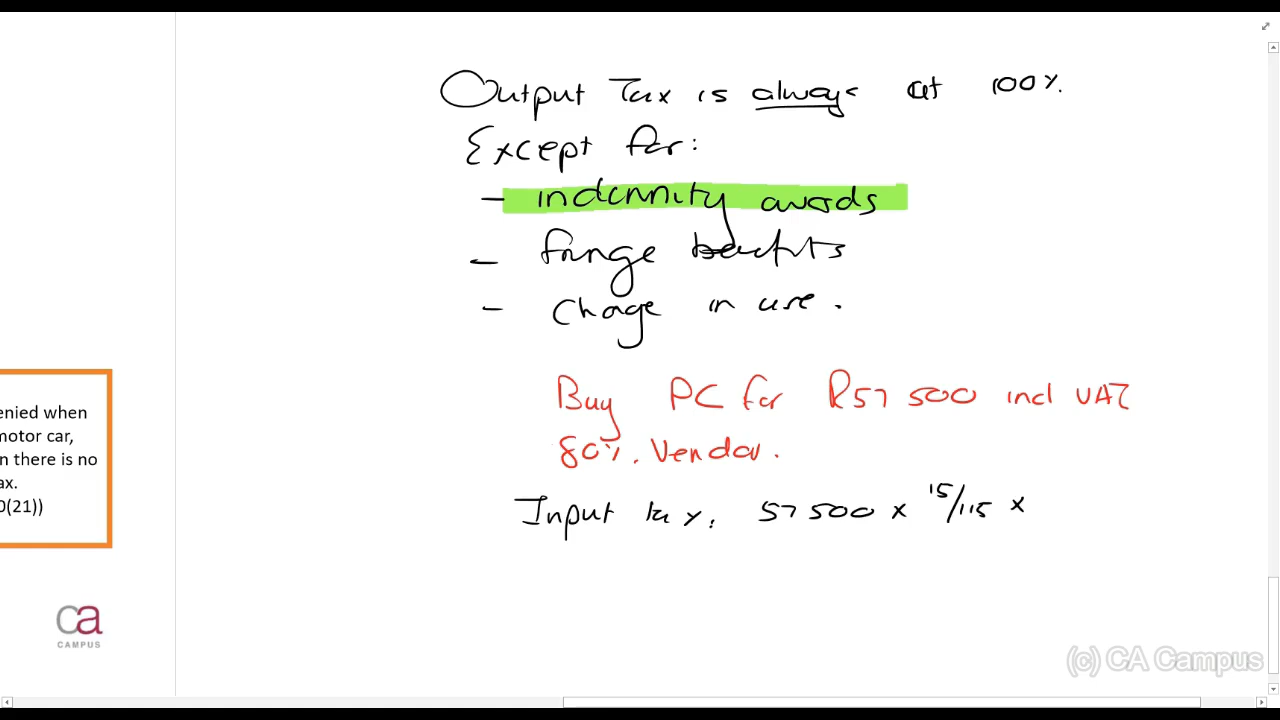 Output Tax is always at 100%.
Except for:
- indemnity awards
- fringe benefits
- Change in use.
Buy PC for R57 500 incl VAT
80%. Vendor.
Input tax: 57 500 x 15/115 x
enied when
motor car,
n there is no
ax.
0(21))
ca
CAMPUS
(c) CA Campus